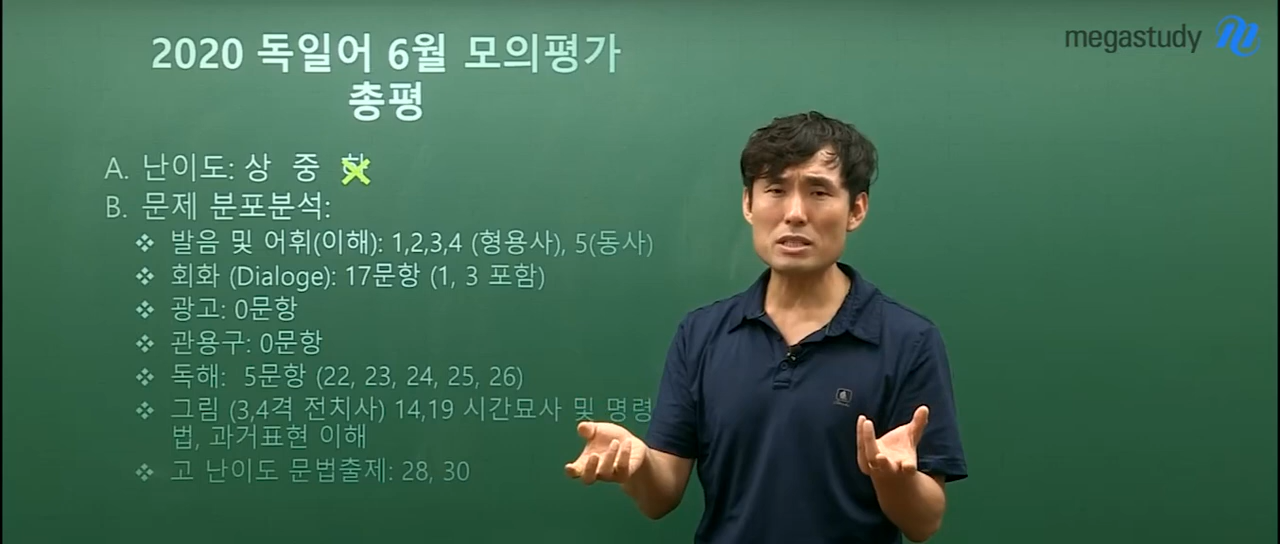 megastudy
2020 독일어 6월 모의평가
총평
A. 난이도: 상 중 하
B. 문제 분포분석:
❖ 발음 및 어휘(이해): 1,2,3,4 (형용사), 5(동사)
❖ 회화 (Dialoge): 17문항 (1, 3 포함)
❖ 광고: 0문항
❖ 관용구: 0문항
❖ 독해: 5문항 (22, 23, 24, 25, 26)
❖ 그림 (3,4격 전치사) 14,19 시간묘사 및 명령
법, 과거표현 이해
❖ 고 난이도 문법출제: 28, 30